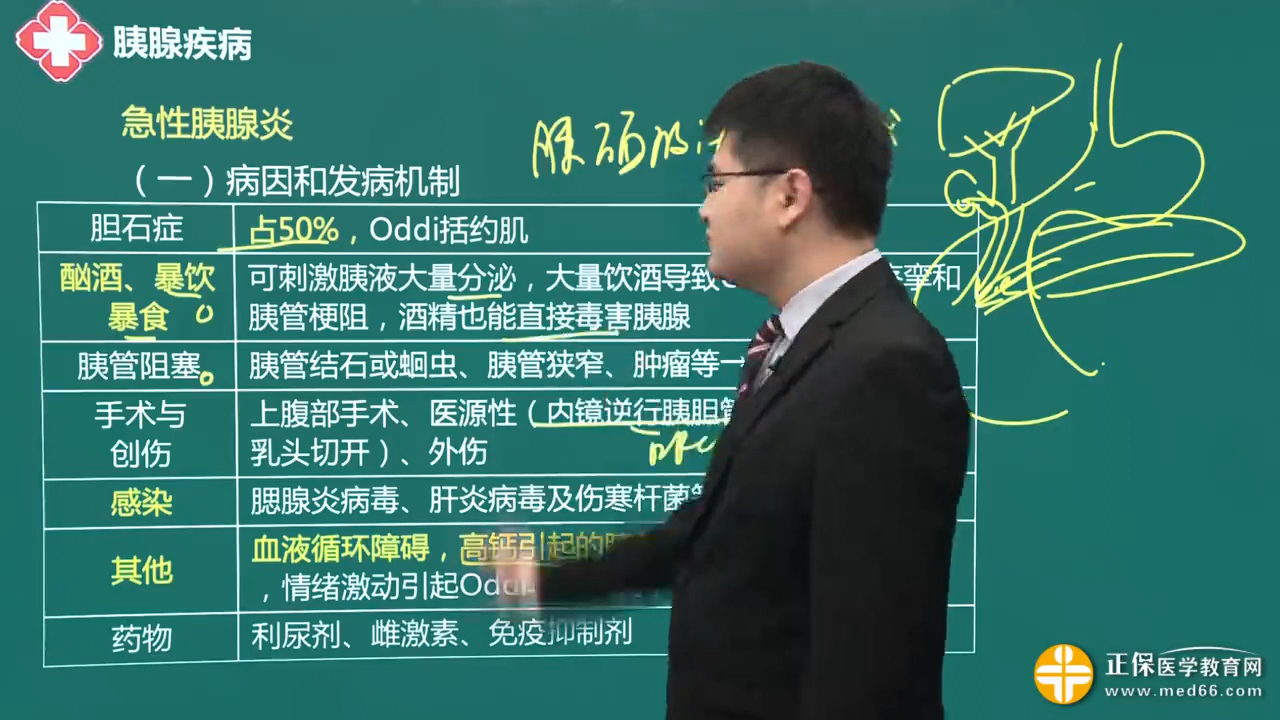 胰腺疾病
急性胰腺炎
胰
（一）病因和发病机制
胆石症
占50%，Oddi括约肌
酗酒、暴饮
暴食
可刺激胰液大量分泌，大量饮酒导致
挛和
胰管梗阻，酒精也能直接毒害胰腺
胰管阻塞
胰管结石或蛔虫、胰管狭窄、肿瘤等→
手术与
创伤
上腹部手术、医源性（内镜逆行胰胆管
乳头切开）、外伤
感染
腮腺炎病毒、肝炎病毒及伤寒杆菌等
其他
血液循环障碍，高钙引起的胰
，情绪激动引起Oddi
药物
利尿剂、雌激素、免疫抑制剂
正保医学教育网
www.med66.com